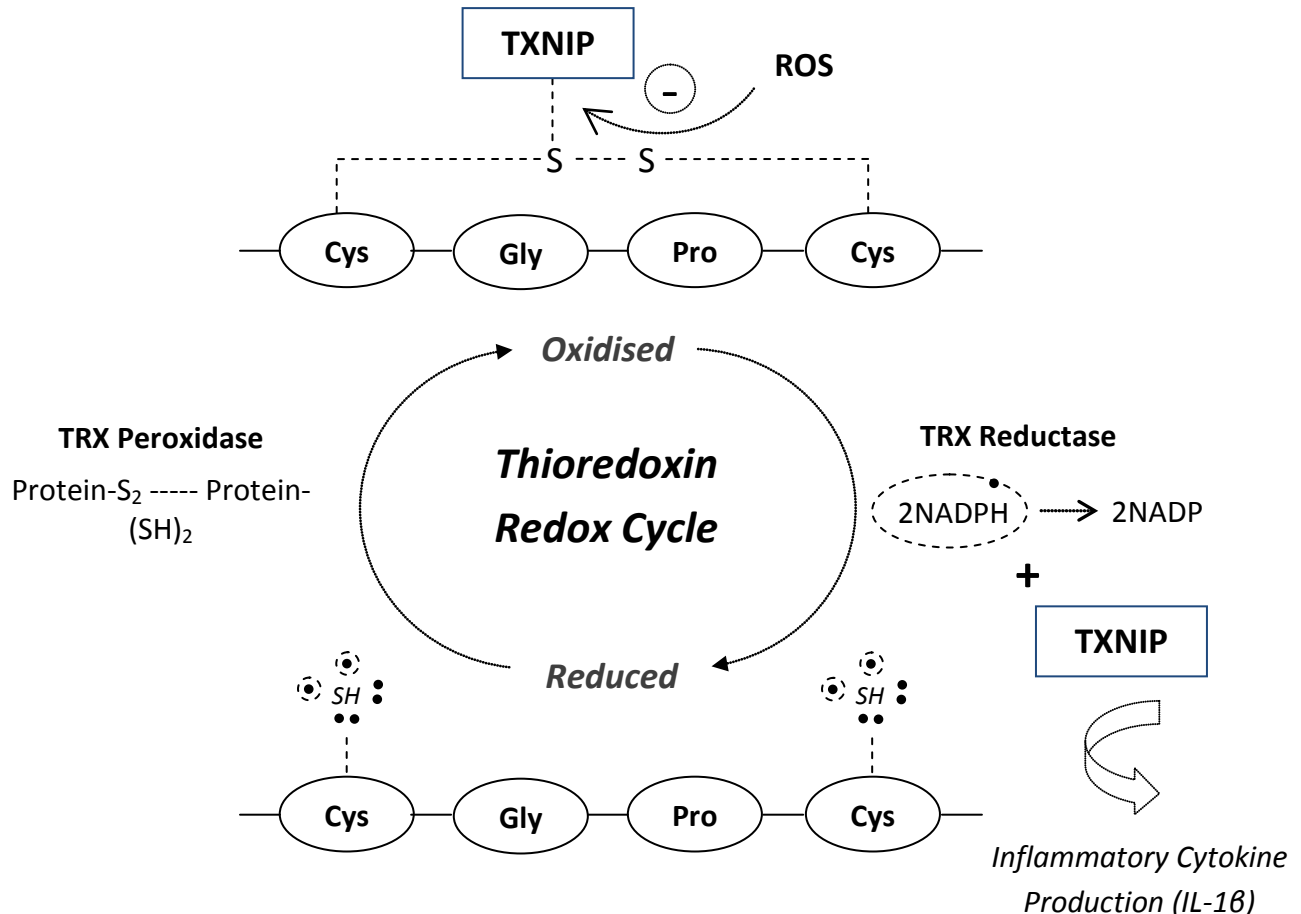 TXNIP
ROS
–
S
S
Cys
Gly
Pro
Cys
Oxidised
TRX Peroxidase
Protein-S₂ ----- Protein-
(SH)₂
Thioredoxin
Redox Cycle
TRX Reductase
2NADPH
2NADP
+
TXNIP
Reduced
SH
SH
Cys
Gly
Pro
Cys
Inflammatory Cytokine
Production (IL-1β)